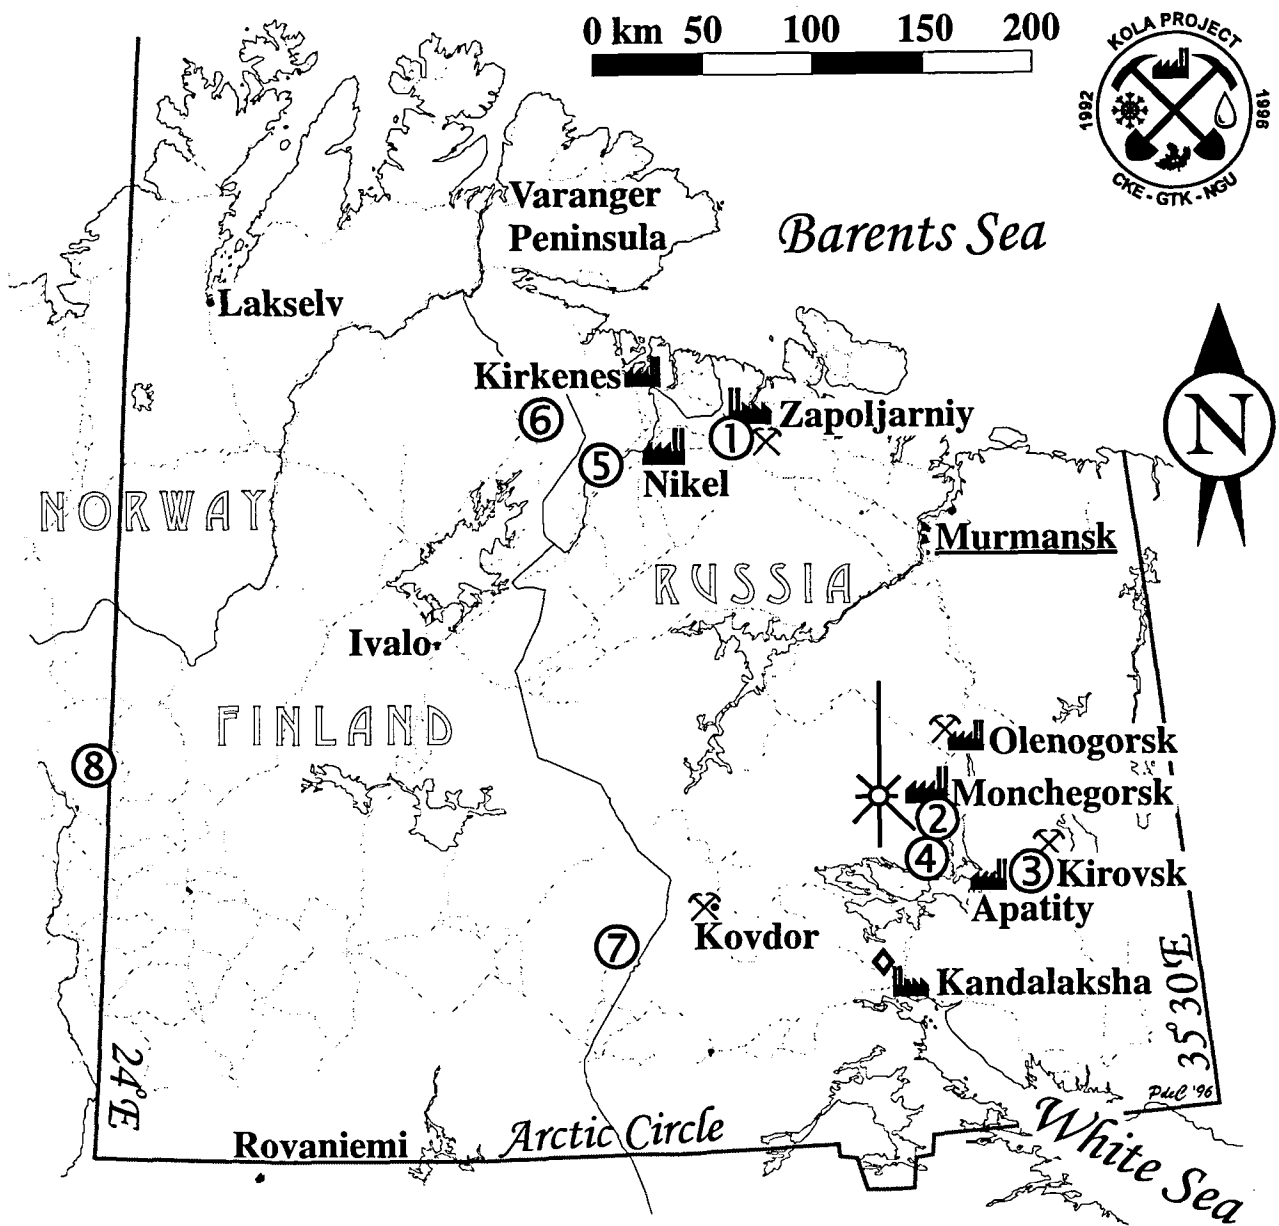 0 km 50 100 150 200
KOLA PROJECT
1992
1996
CKE - GTK - NGU
Varanger
Peninsula
Barents Sea
Lakselv
Kirkenes
Zapoljarniy
N
6
1
5
Nikel
NORWAY
Murmansk
RUSSIA
Ivalo
FINLAND
Olenogorsk
8
Monchegorsk
2
4
3
Kirovsk
Apatity
Kovdor
7
Kandalaksha
35°30'E
24°E
PdeC '96
Arctic Circle
Rovaniemi
White Sea